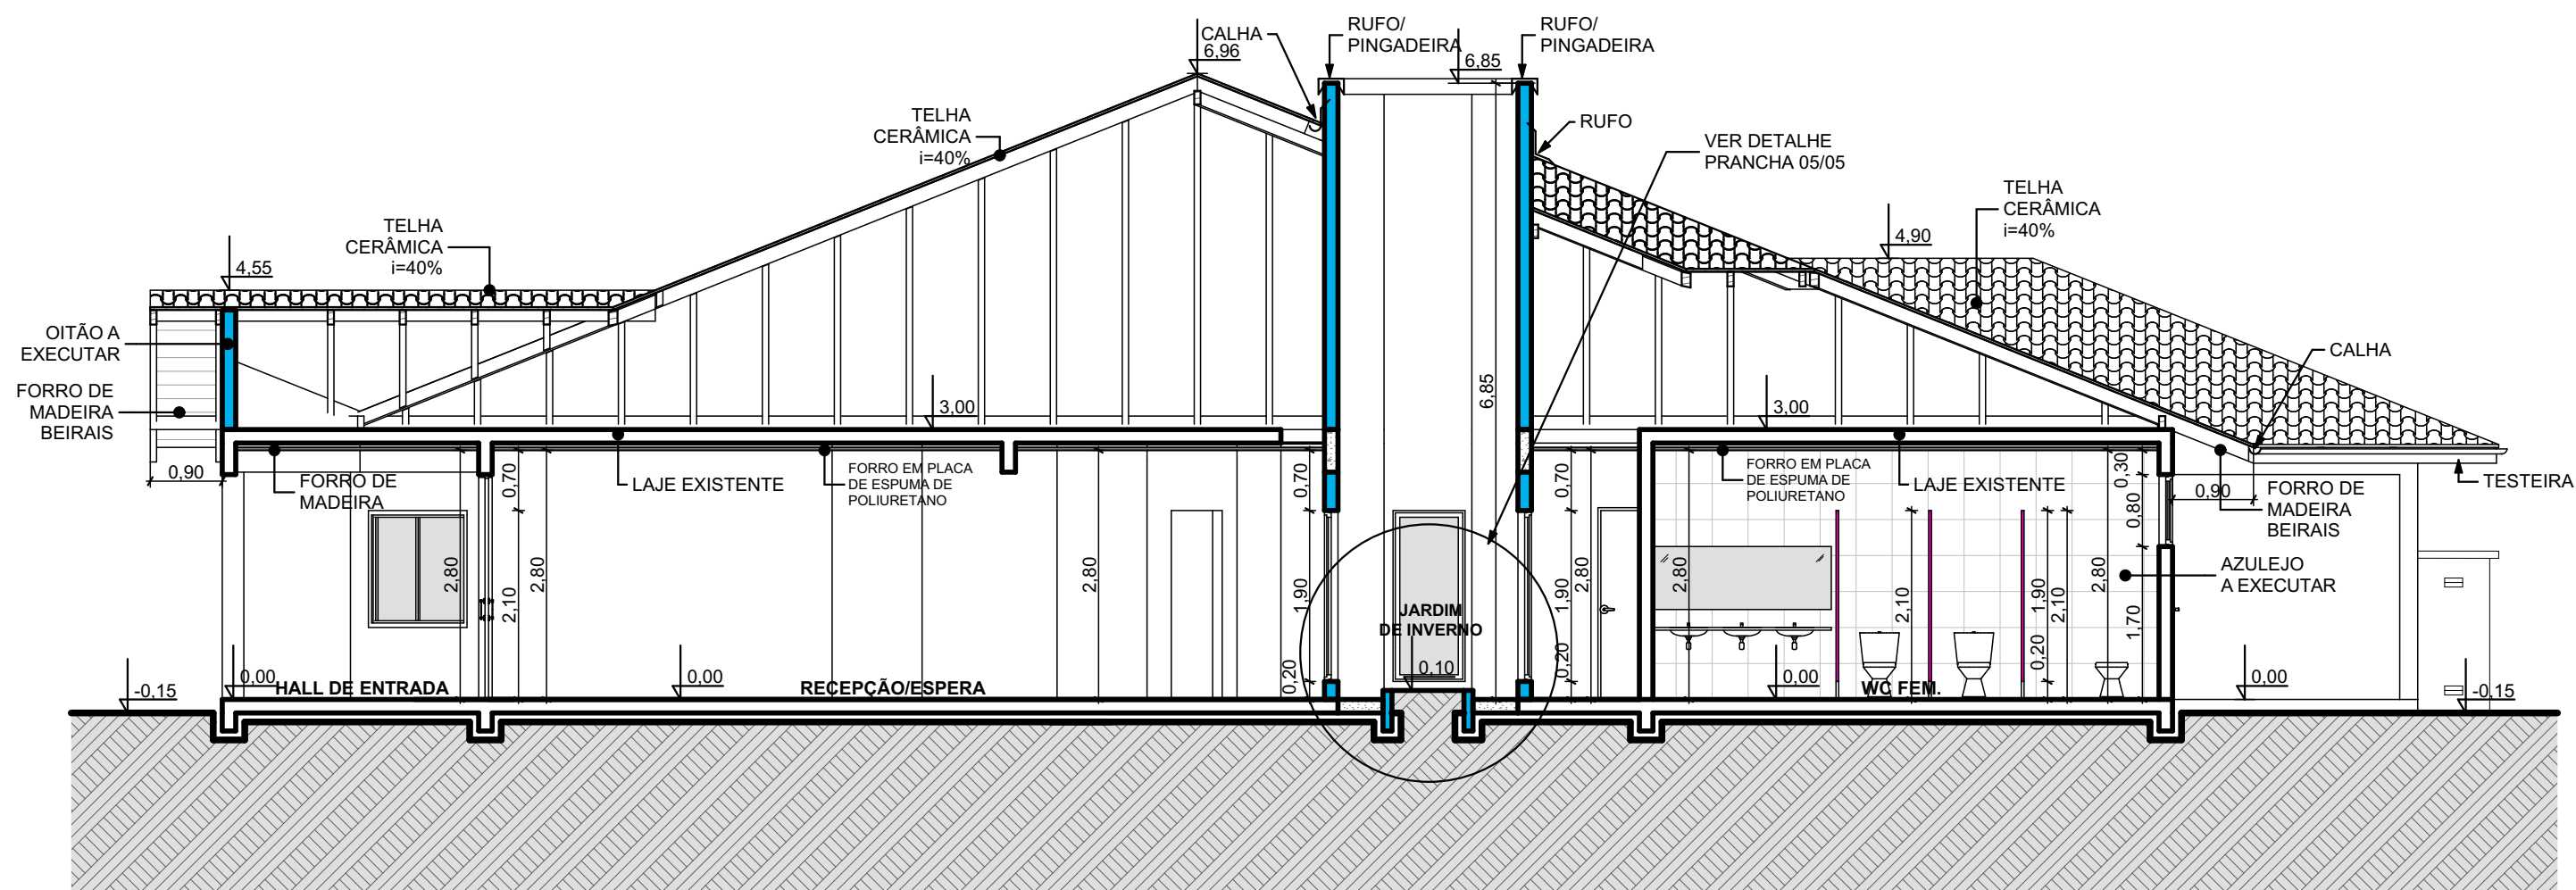 CALHA
6,96
RUFO/
PINGADEIRA
6,85
RUFO/
PINGADEIRA
TELHA
CERÂMICA
i=40%
RUFO
VER DETALHE
PRANCHA 05/05
TELHA
CERÂMICA
i=40%
TELHA
CERÂMICA
i=40%
4,55
4,90
OITÃO A
EXECUTAR
CALHA
FORRO DE
MADEIRA
BEIRAIS
3,00
6,85
3,00
0,90
FORRO DE
MADEIRA
0,70
LAJE EXISTENTE
FORRO EM PLACA
DE ESPUMA DE
POLIURETANO
0,70
0,70
FORRO EM PLACA
DE ESPUMA DE
POLIURETANO
LAJE EXISTENTE
0,30
0,90
FORRO DE
MADEIRA
BEIRAIS
TESTEIRA
0,80
2,80
2,10
2,80
2,80
1,90
1,90
2,80
2,80
2,10
1,90
2,10
2,80
1,70
AZULEJO
A EXECUTAR
JARDIM
DE INVERNO
0,20
0,10
0,20
0,20
-0,15
0,00
HALL DE ENTRADA
0,00
RECEPÇÃO/ESPERA
0,00
WC FEM.
0,00
-0,15